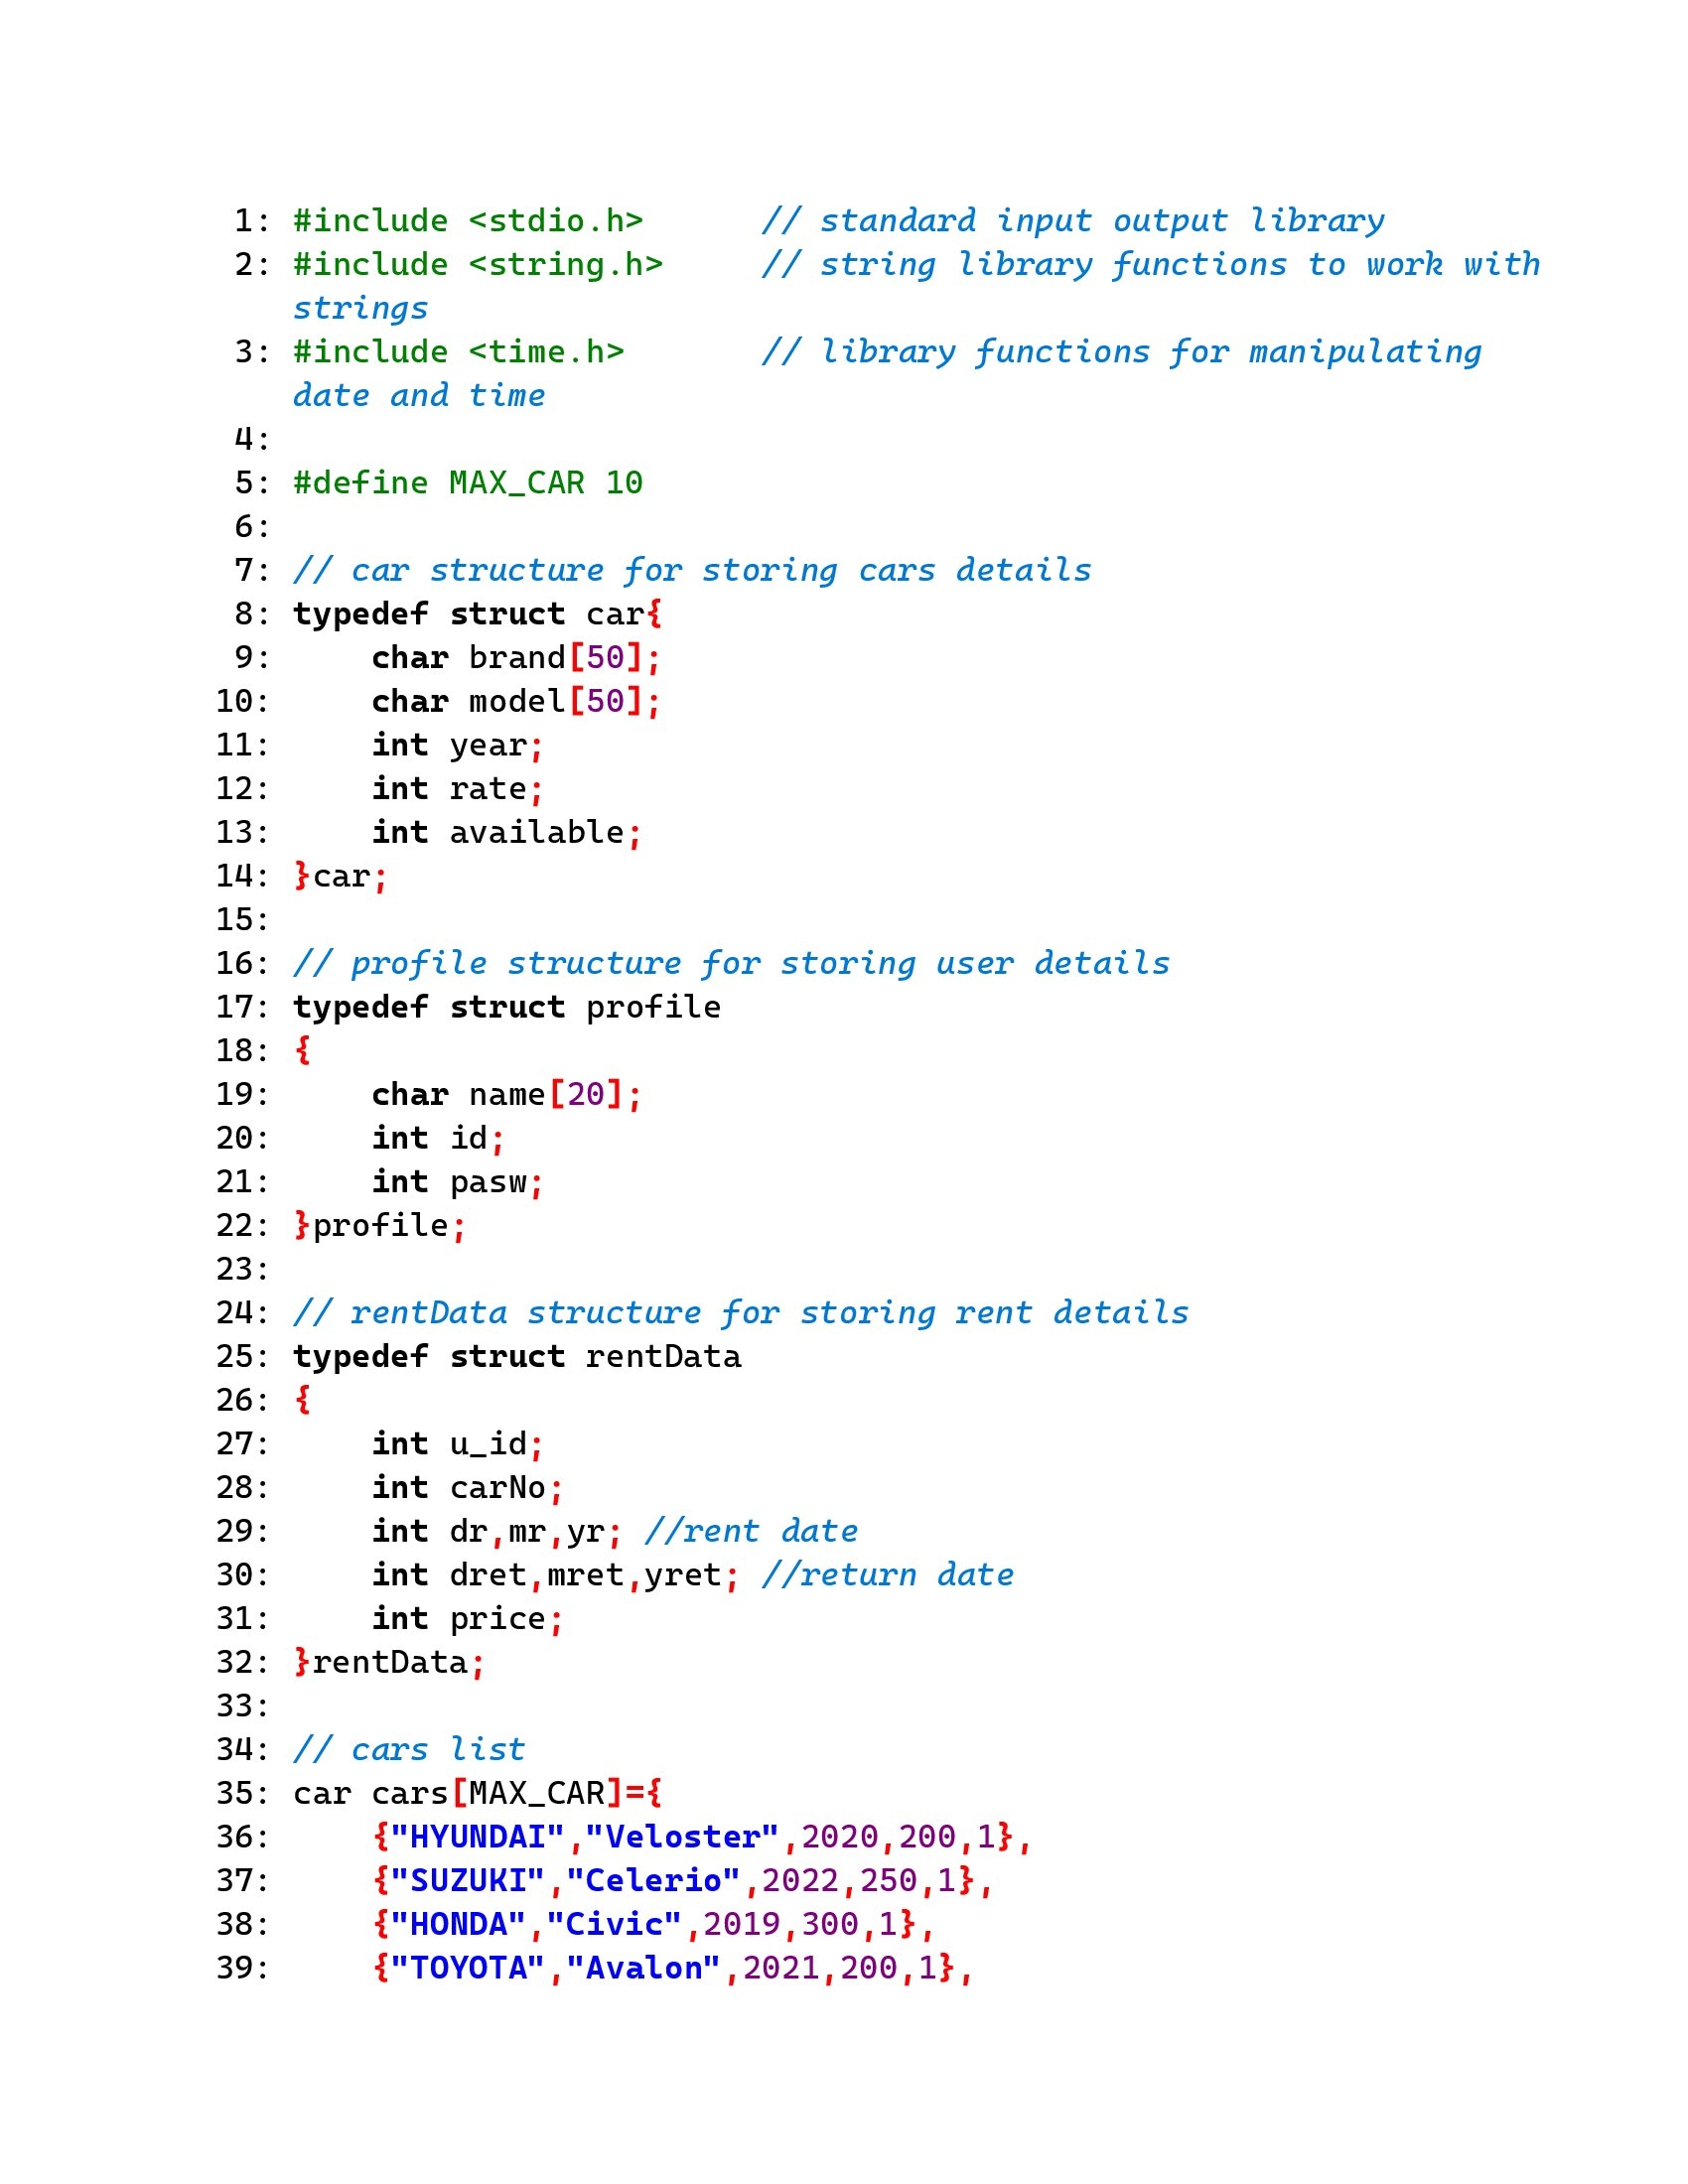 1: #include <stdio.h>      // standard input output library
2: #include <string.h>     // string library functions to work with
strings
3: #include <time.h>       // library functions for manipulating
date and time
4:
5: #define MAX_CAR 10
6:
7: // car structure for storing cars details
8: typedef struct car{
9:     char brand[50];
10:     char model[50];
11:     int year;
12:     int rate;
13:     int available;
14: }car;
15:
16: // profile structure for storing user details
17: typedef struct profile
18: {
19:     char name[20];
20:     int id;
21:     int pasw;
22: }profile;
23:
24: // rentData structure for storing rent details
25: typedef struct rentData
26: {
27:     int u_id;
28:     int carNo;
29:     int dr,mr,yr; //rent date
30:     int dret,mret,yret; //return date
31:     int price;
32: }rentData;
33:
34: // cars list
35: car cars[MAX_CAR]={
36:     {"HYUNDAI","Veloster",2020,200,1},
37:     {"SUZUKI","Celerio",2022,250,1},
38:     {"HONDA","Civic",2019,300,1},
39:     {"TOYOTA","Avalon",2021,200,1},